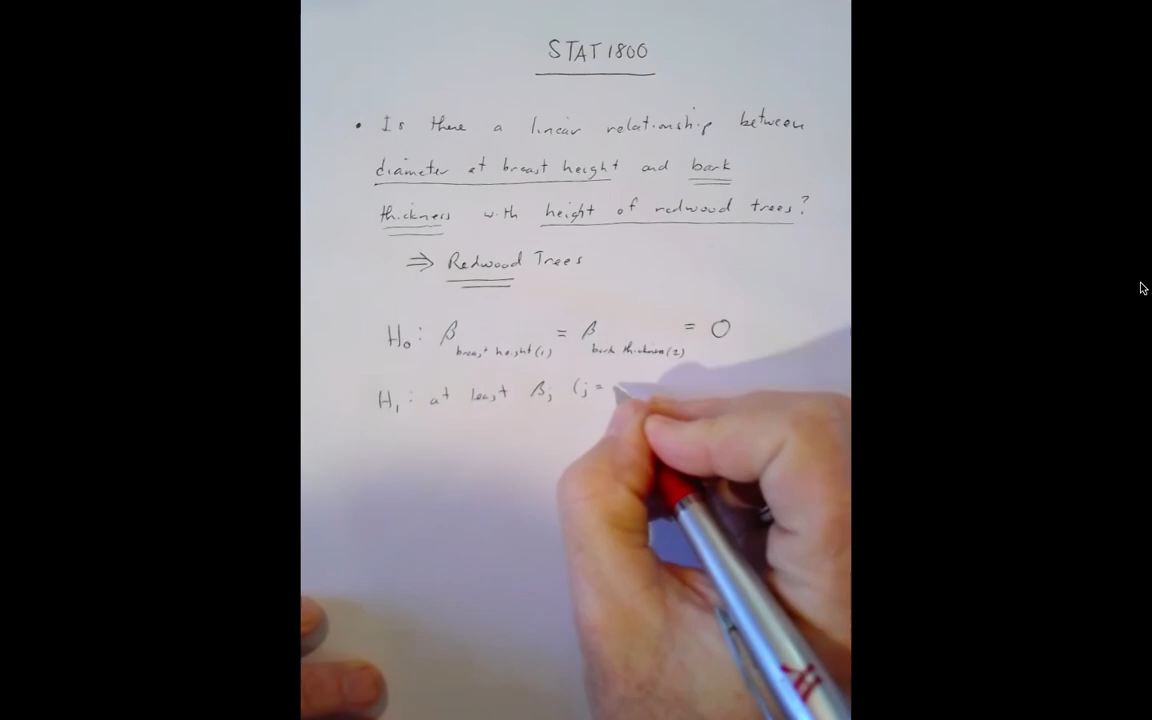 STAT 1800
• Is there a linear relationship between
diameter at breast height and bark
thickness with height of redwood trees?
⇒ Redwood Trees
H₀: β breast height(1) = β bark thickness(2) = 0
H₁: at least βj (j =